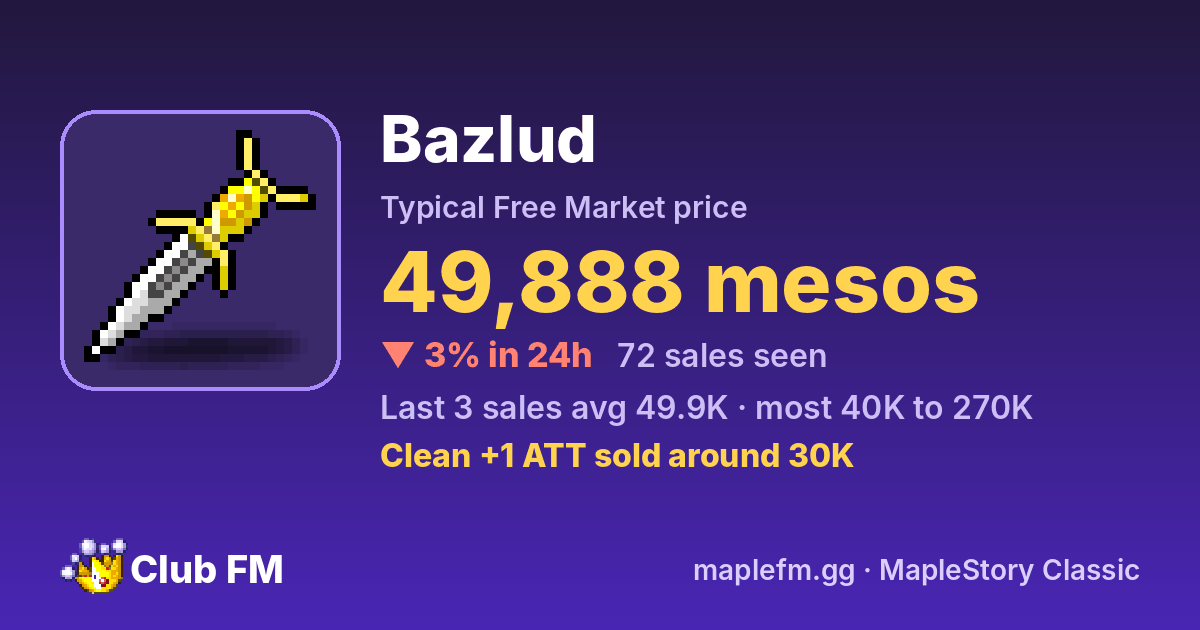 Bazlud
Typical Free Market price
49,888 mesos
▼ 3% in 24h 72 sales seen
Last 3 sales avg 49.9K · most 40K to 270K
Clean +1 ATT sold around 30K
Club FM
maplefm.gg · MapleStory Classic